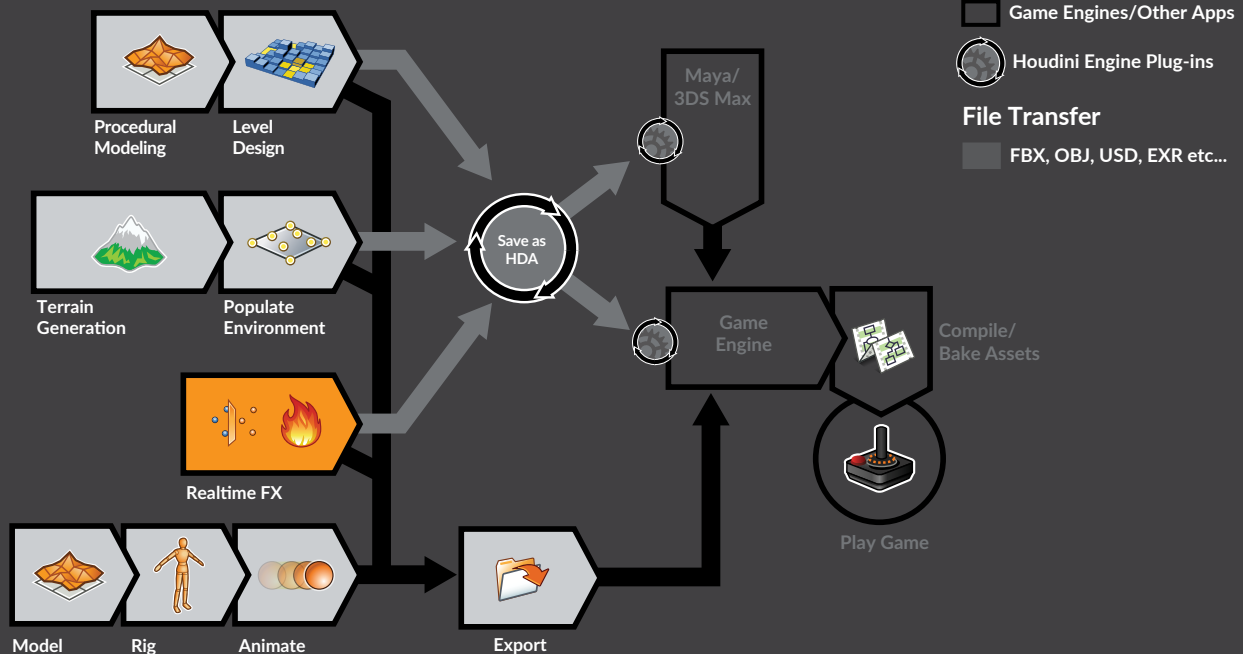 Game Engines/Other Apps
Houdini Engine Plug-ins
File Transfer
FBX, OBJ, USD, EXR etc...
Procedural
Modeling
Level
Design
Maya/
3DS Max
Terrain
Generation
Populate
Environment
Save as
HDA
Game
Engine
Compile/
Bake Assets
Realtime FX
Play Game
Model
Rig
Animate
Export